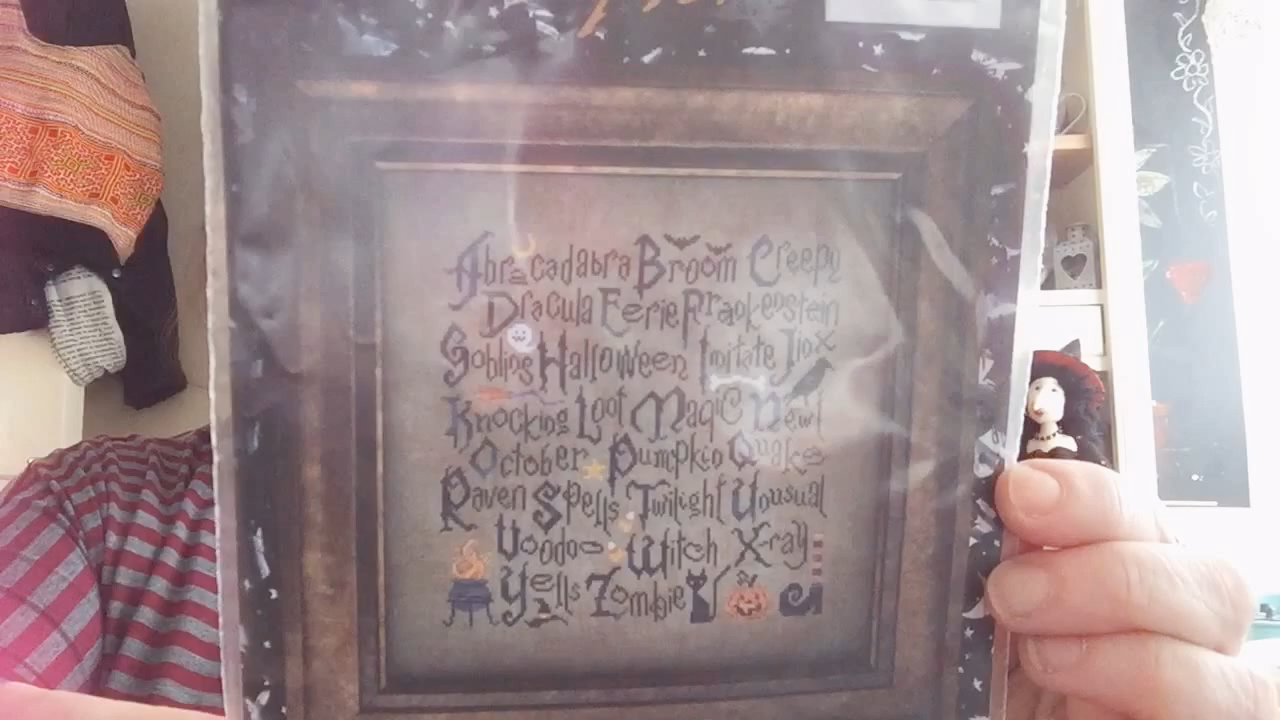 Abracadabra Broom Creepy
Dracula Eerie Frankenstein
Goblins Halloween Imitate Jinx
Knocking Loot Magic Newt
October Pumpkin Quake
Raven Spells Twilight Unusual
Voodoo Witch X-ray
Yells Zombie